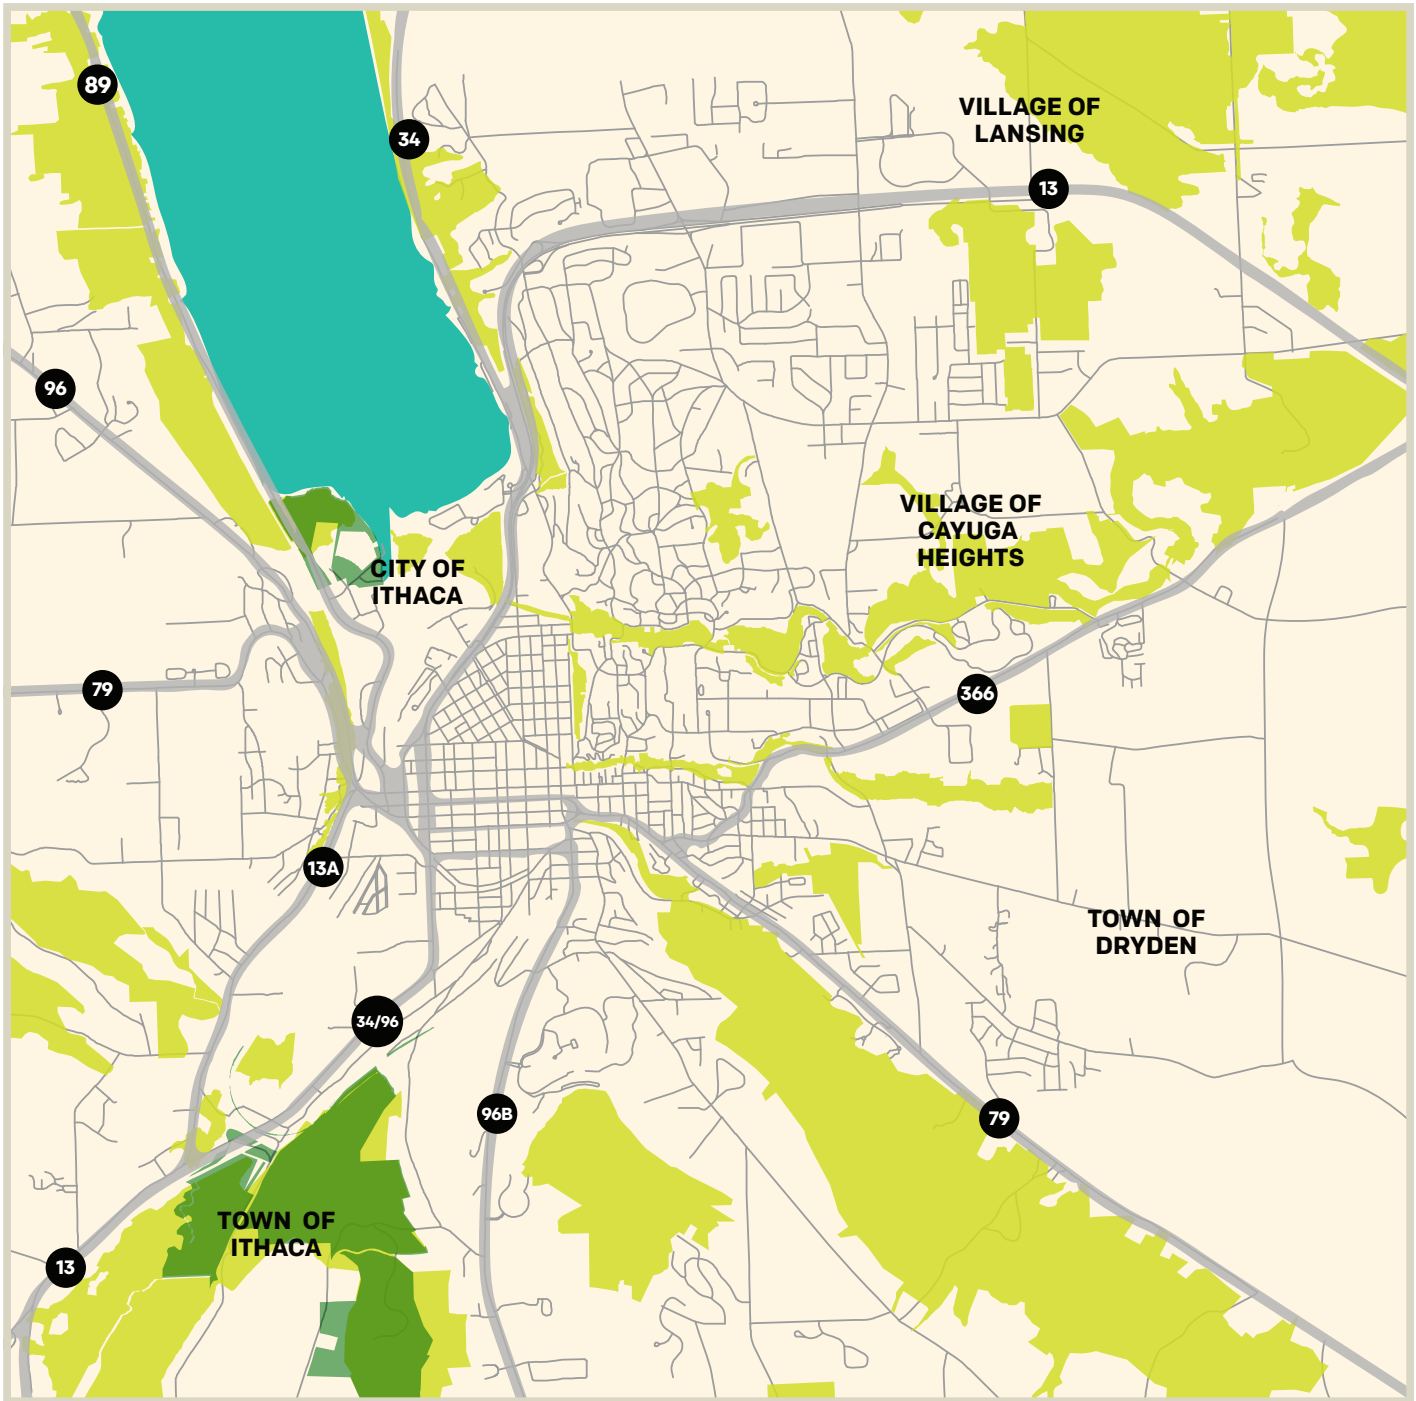 89
34
VILLAGE OF
LANSING
13
96
VILLAGE OF
CAYUGA
HEIGHTS
CITY OF
ITHACA
79
366
13A
TOWN OF
DRYDEN
34/96
96B
79
TOWN OF
ITHACA
13